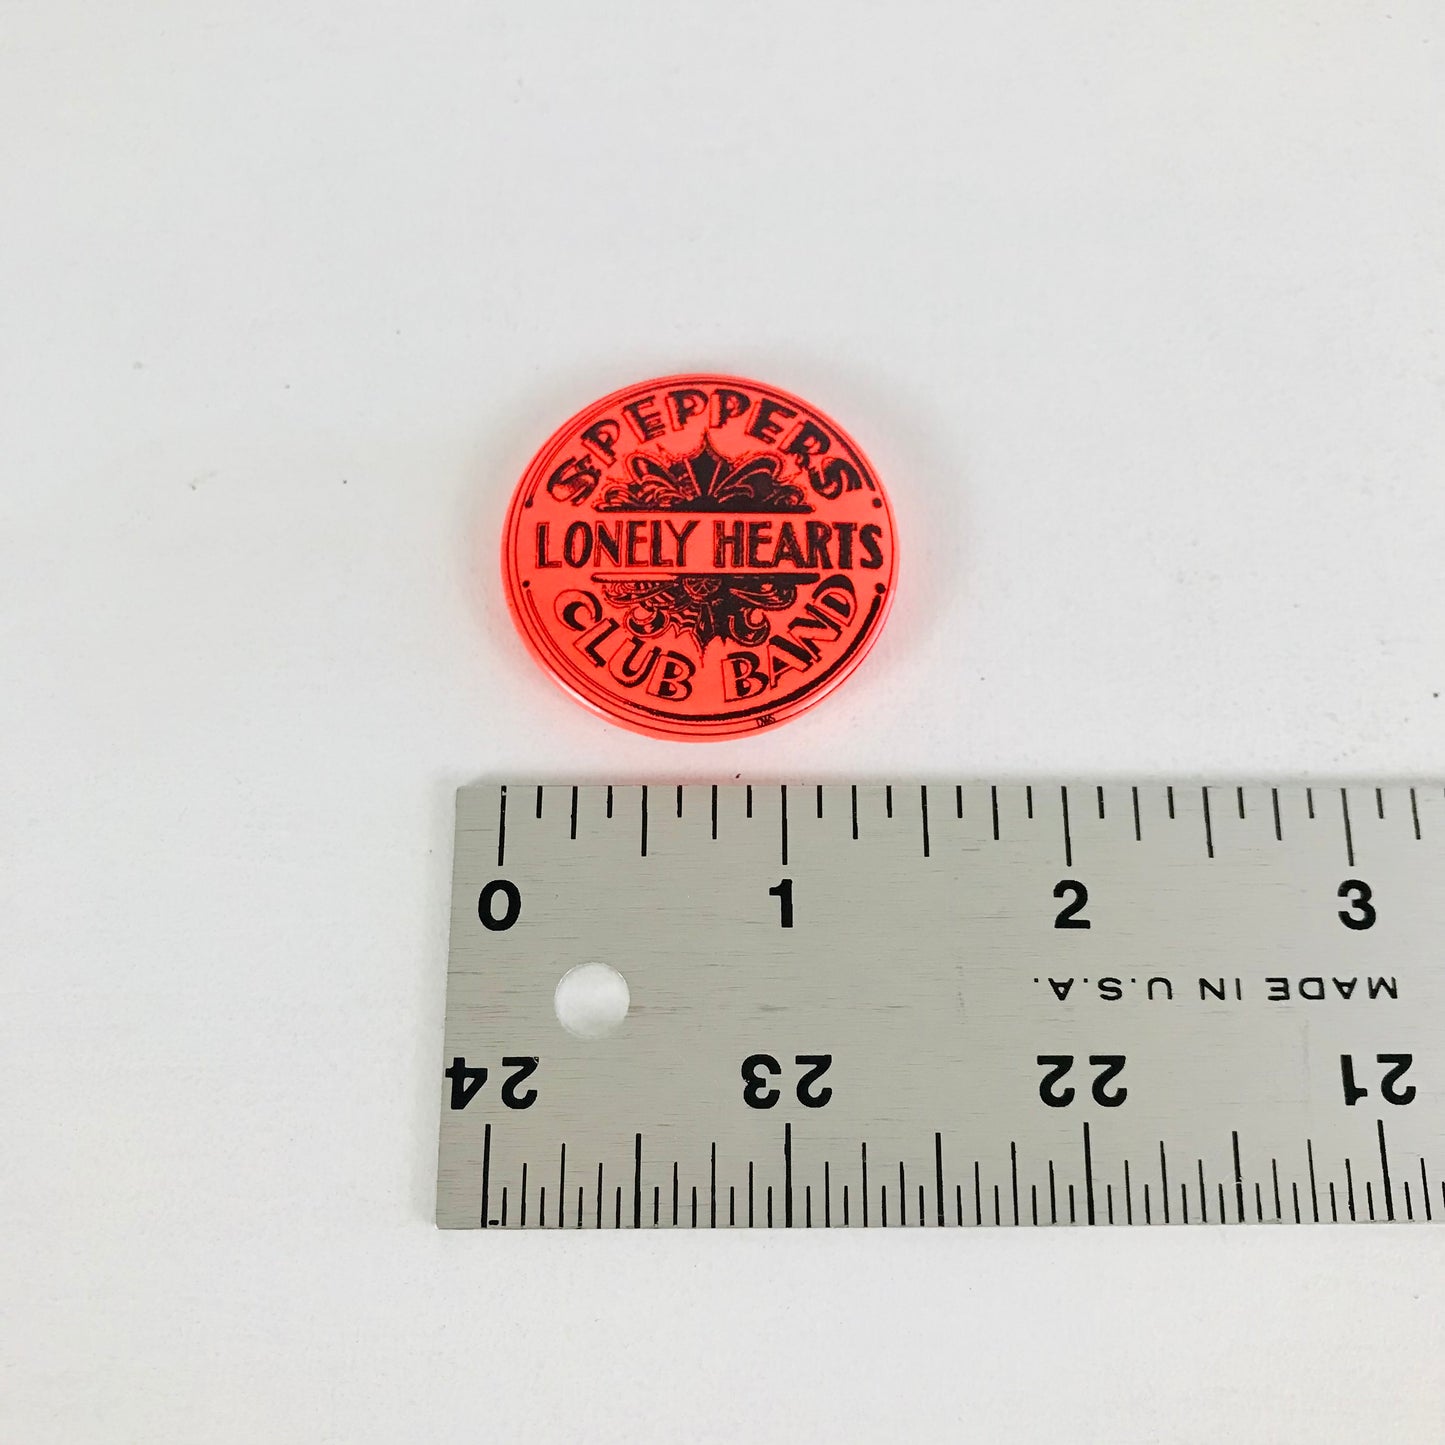 SGT. PEPPERS
LONELY HEARTS
CLUB BAND
0 1 2 3
MADE IN U.S.A.
24 23 22 21